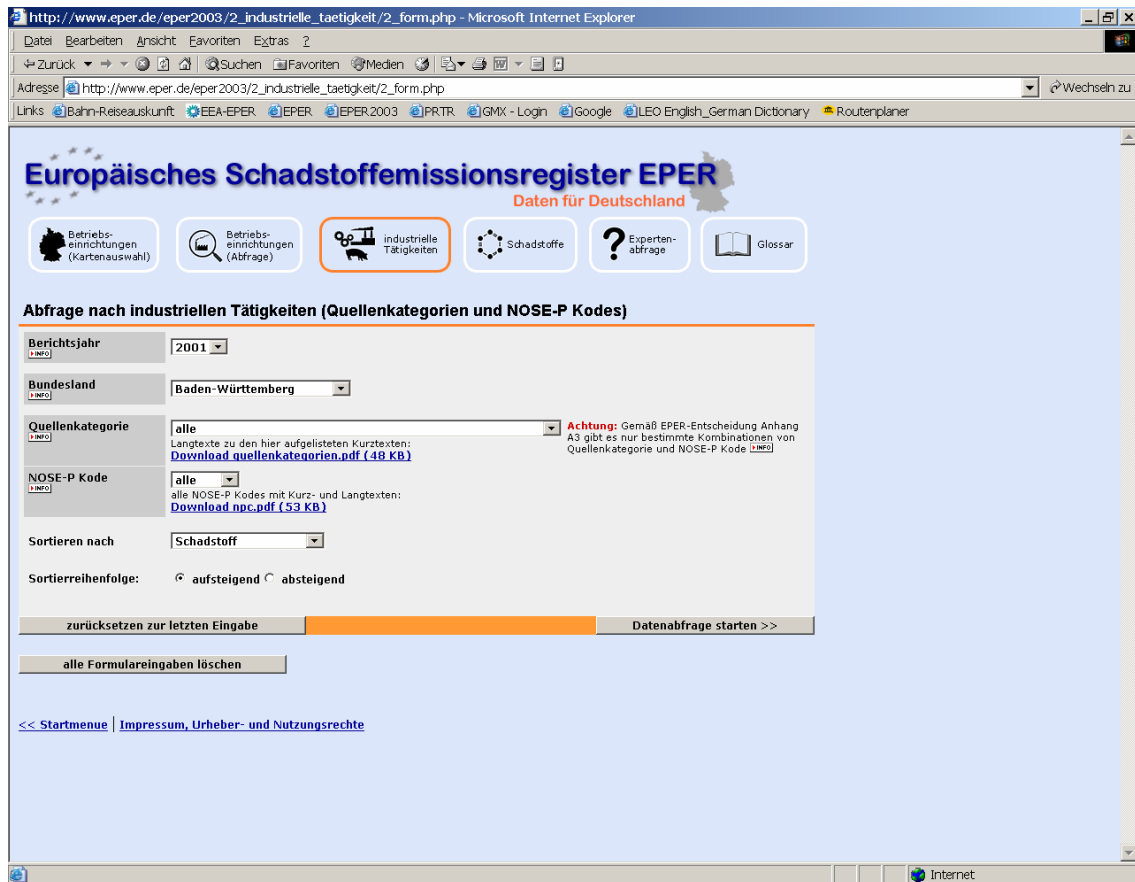 http://www.eper.de/eper2003/2_industrielle_taetigkeit/2_form.php - Microsoft Internet Explorer
Datei Bearbeiten Ansicht Favoriten Extras ?
Zurück Suchen Favoriten Medien
Adresse http://www.eper.de/eper2003/2_industrielle_taetigkeit/2_form.php Wechseln zu
Links Bahn-Reiseauskunft EEA-EPER EPER EPER2003 PRTR GMX - Login Google LEO English_German Dictionary Routenplaner
Europäisches Schadstoffemissionsregister EPER
Daten für Deutschland
Betriebs-
einrichtungen
(Kartenauswahl)
Betriebs-
einrichtungen
(Abfrage)
industrielle
Tätigkeiten
Schadstoffe
Experten-
abfrage
Glossar
Abfrage nach industriellen Tätigkeiten (Quellenkategorien und NOSE-P Kodes)
Berichtsjahr
INFO
2001
Bundesland
INFO
Baden-Württemberg
Quellenkategorie
INFO
alle
Langtexte zu den hier aufgelisteten Kurztexten:
Download quellenkategorien.pdf (48 KB)
Achtung: Gemäß EPER-Entscheidung Anhang
A3 gibt es nur bestimmte Kombinationen von
Quellenkategorie und NOSE-P Kode INFO
NOSE-P Kode
INFO
alle
alle NOSE-P Kodes mit Kurz- und Langtexten:
Download npc.pdf (53 KB)
Sortieren nach Schadstoff
Sortierreihenfolge: aufsteigend absteigend
zurücksetzen zur letzten Eingabe Datenabfrage starten >>
alle Formulareingaben löschen
<< Startmenue | Impressum, Urheber- und Nutzungsrechte
Internet